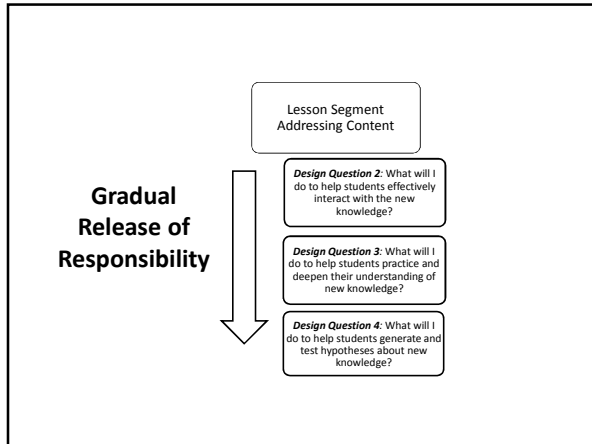 Lesson Segment
Addressing Content
Gradual
Release of
Responsibility
Design Question 2: What will I
do to help students effectively
interact with the new
knowledge?
Design Question 3: What will I
do to help students practice and
deepen their understanding of
new knowledge?
Design Question 4: What will I
do to help students generate and
test hypotheses about new
knowledge?